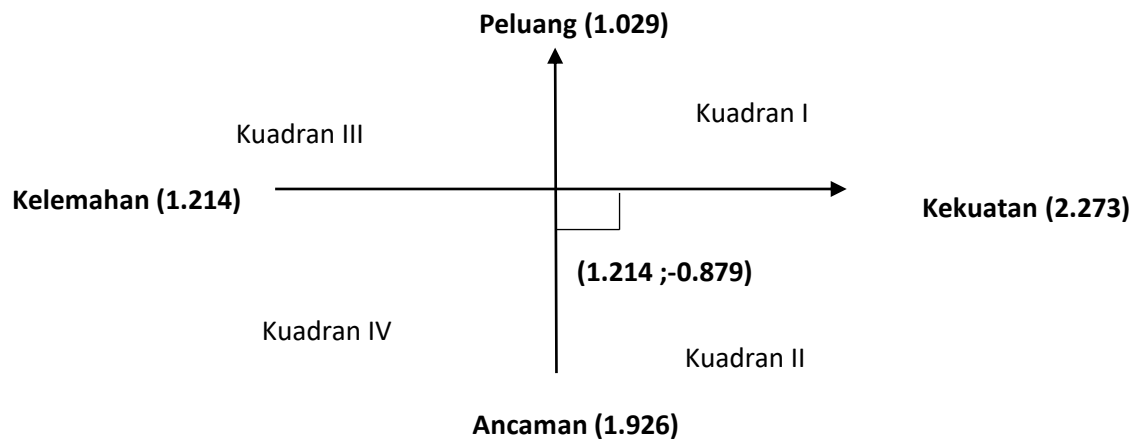 Peluang (1.029)
Kuadran I
Kuadran III
Kelemahan (1.214)
Kekuatan (2.273)
(1.214 ;-0.879)
Kuadran IV
Kuadran II
Ancaman (1.926)